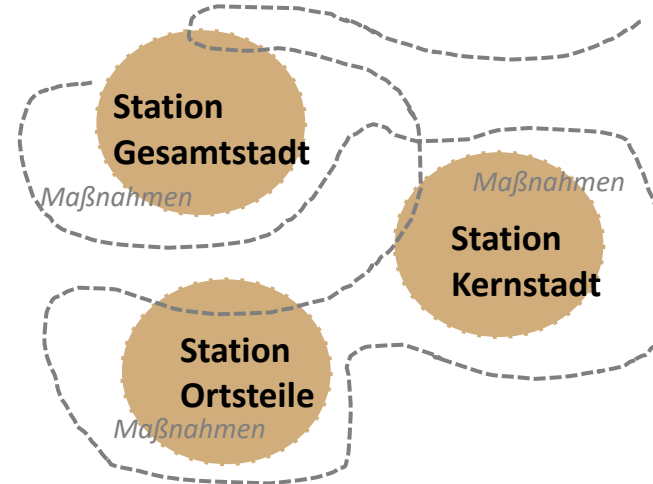 Station
Gesamtstadt
Maßnahmen
Maßnahmen
Station
Kernstadt
Station
Ortsteile
Maßnahmen